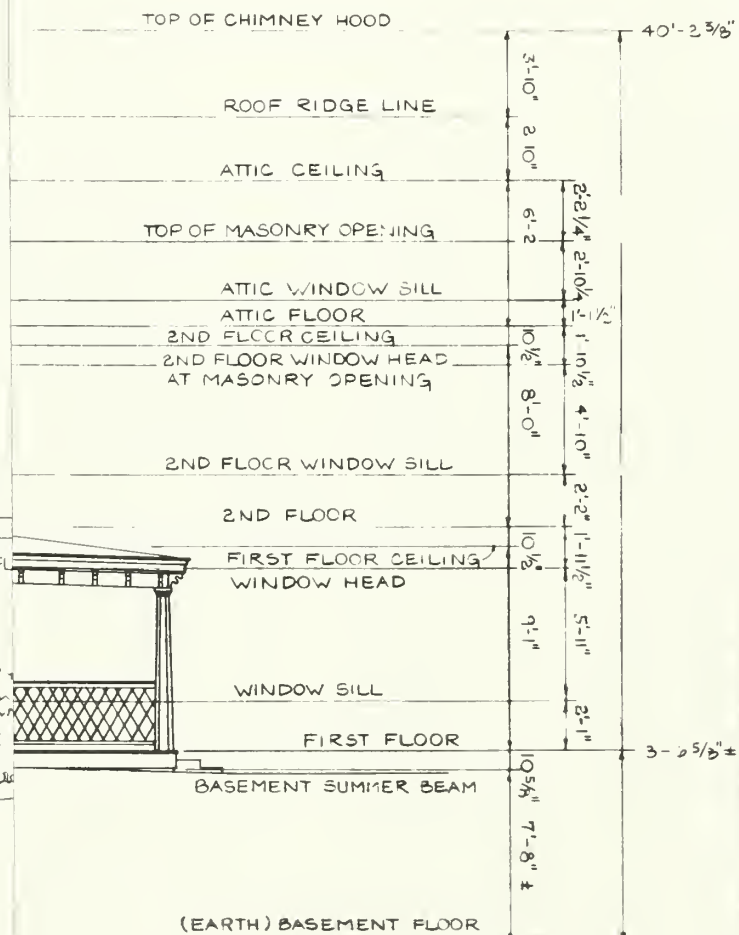 TOP OF CHIMNEY HOOD
40'-2 3/8"
3'-10"
ROOF RIDGE LINE
2 10"
ATTIC CEILING
2'-2 1/4"
6'-2
TOP OF MASONRY OPENING
2'-10 1/4
ATTIC WINDOW SILL
1'-1 1/2"
ATTIC FLOOR
2ND FLOOR CEILING
10 1/2"
1'-10 1/2"
2ND FLOOR WINDOW HEAD
AT MASONRY OPENING
8'-0"
4'-10"
2ND FLOOR WINDOW SILL
2'-2"
2ND FLOOR
1'-11 1/2"
FIRST FLOOR CEILING
10 1/2"
WINDOW HEAD
9'-1"
5'-11"
WINDOW SILL
2'-1"
FIRST FLOOR
10 5/8"
BASEMENT SUMMER BEAM
7'-8" ±
(EARTH) BASEMENT FLOOR